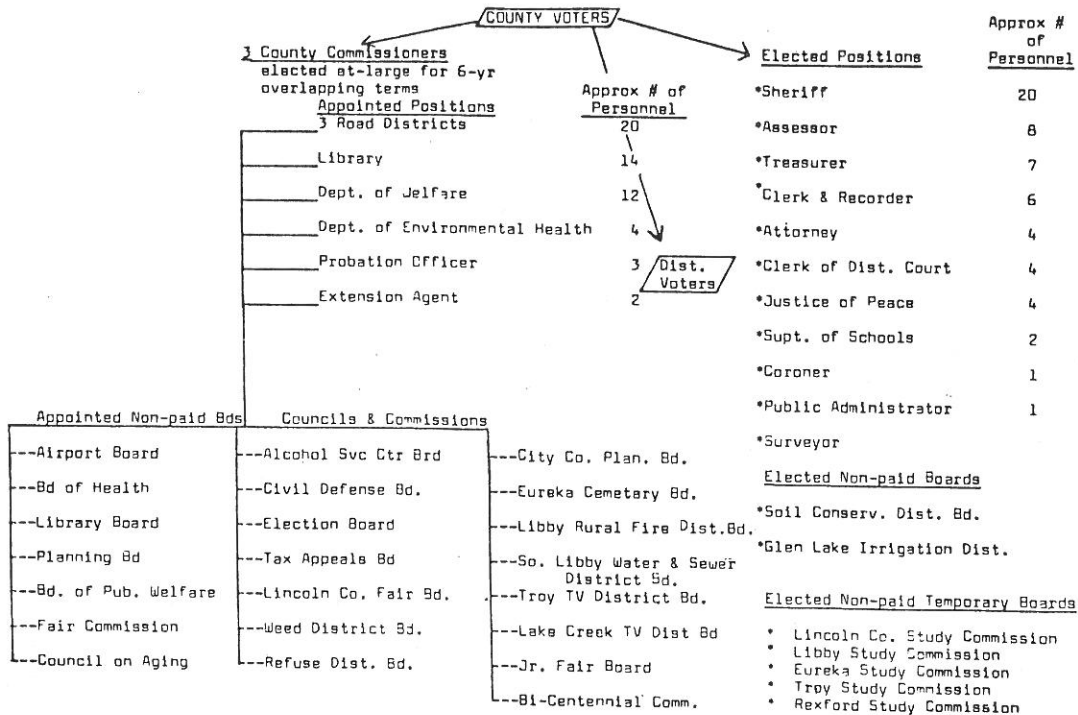 COUNTY VOTERS
3 County Commissioners
elected at-large for 6-yr
overlapping terms
Appointed Positions
Approx # of
Personnel
3 Road Districts 20
Library 14
Dept. of Jelfare 12
Dept. of Environmental Health 4
Probation Officer 3
Extension Agent 2
Dist.
Voters
Elected Positions
Approx #
of
Personnel
*Sheriff 20
*Assessor 8
*Treasurer 7
*Clerk & Recorder 6
*Attorney 4
*Clerk of Dist. Court 4
*Justice of Peace 4
*Supt. of Schools 2
*Coroner 1
*Public Administrator 1
*Surveyor
Elected Non-paid Boards
*Soil Conserv. Dist. Bd.
*Glen Lake Irrigation Dist.
Elected Non-paid Temporary Boards
* Lincoln Co. Study Commission
* Libby Study Commission
* Eureka Study Commission
* Troy Study Commission
* Rexford Study Commission
Appointed Non-paid Bds Councils & Commissions
---Airport Board
---Bd of Health
---Library Board
---Planning Bd
---Bd. of Pub. Welfare
---Fair Commission
---Council on Aging
---Alcohol Svc Ctr Brd
---Civil Defense Bd.
---Election Board
---Tax Appeals Bd
---Lincoln Co. Fair Bd.
---Weed District Bd.
---Refuse Dist. Bd.
---City Co. Plan. Bd.
---Eureka Cemetary Bd.
---Libby Rural Fire Dist.Bd.
---So. Libby Water & Sewer
District Bd.
---Troy TV District Bd.
---Lake Creek TV Dist Bd
---Jr. Fair Board
---Bi-Centennial Comm.